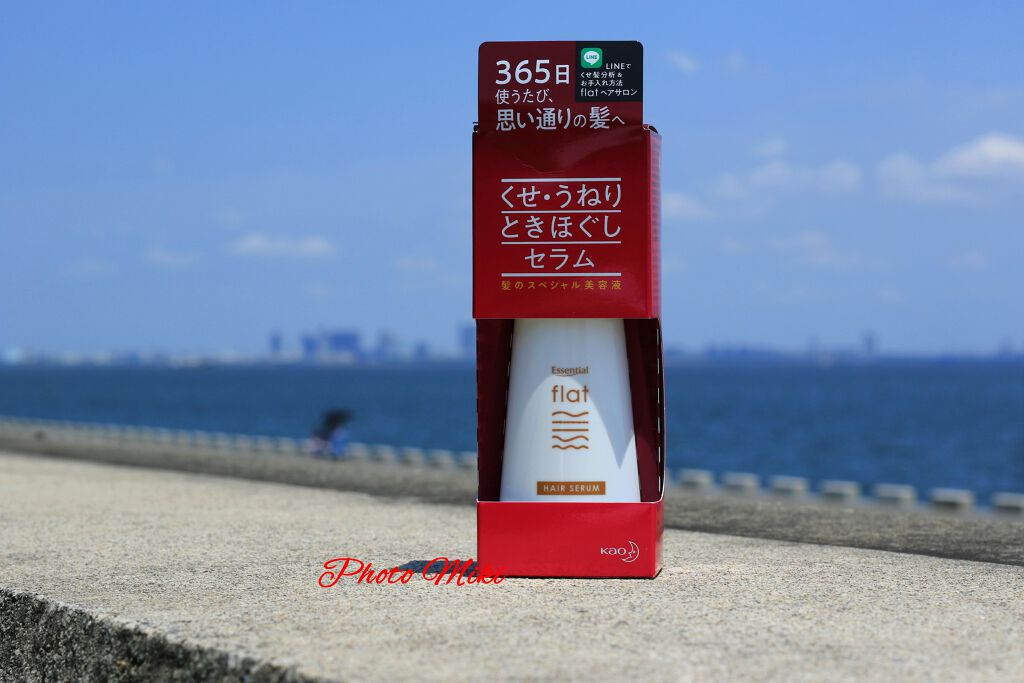 365日
使うたび、
思い通りの髪へ
LINE
LINEで
くせ髪分析&
お手入れ方法
flatヘアサロン
くせ・うねり
ときほぐし
セラム
髪のスペシャル美容液
Essential
flat
HAIR SERUM
Kao
Photo Miki